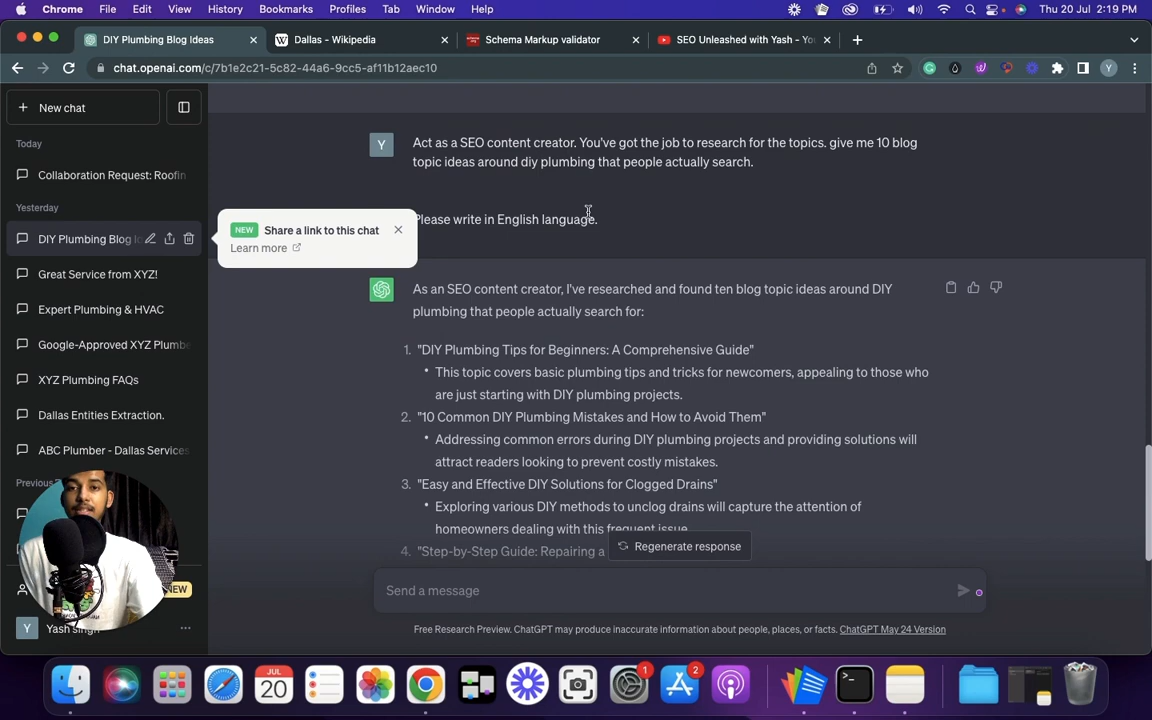 Chrome File Edit View History Bookmarks Profiles Tab Window Help Thu 20 Jul 2:19 PM
DIY Plumbing Blog Ideas
Dallas - Wikipedia
Schema Markup validator
SEO Unleashed with Yash - Yo
chat.openai.com/c/7b1e2c21-5c82-44a6-9cc5-af11b12aec10
Y
New chat
Today
Collaboration Request: Roofin
Yesterday
DIY Plumbing Blog I
Great Service from XYZ!
Expert Plumbing & HVAC
Google-Approved XYZ Plumbe
XYZ Plumbing FAQs
Dallas Entities Extraction.
ABC Plumber - Dallas Services
Previous
NEW
Y Yash singh
NEW Share a link to this chat
Learn more
Y
Act as a SEO content creator. You've got the job to research for the topics. give me 10 blog
topic ideas around diy plumbing that people actually search.
Please write in English language.
As an SEO content creator, I've researched and found ten blog topic ideas around DIY
plumbing that people actually search for:
1. "DIY Plumbing Tips for Beginners: A Comprehensive Guide"
• This topic covers basic plumbing tips and tricks for newcomers, appealing to those who
are just starting with DIY plumbing projects.
2. "10 Common DIY Plumbing Mistakes and How to Avoid Them"
• Addressing common errors during DIY plumbing projects and providing solutions will
attract readers looking to prevent costly mistakes.
3. "Easy and Effective DIY Solutions for Clogged Drains"
• Exploring various DIY methods to unclog drains will capture the attention of
homeowners dealing with this frequent issue.
4. "Step-by-Step Guide: Repairing a
Regenerate response
Send a message
Free Research Preview. ChatGPT may produce inaccurate information about people, places, or facts. ChatGPT May 24 Version
JUL
20
1
2